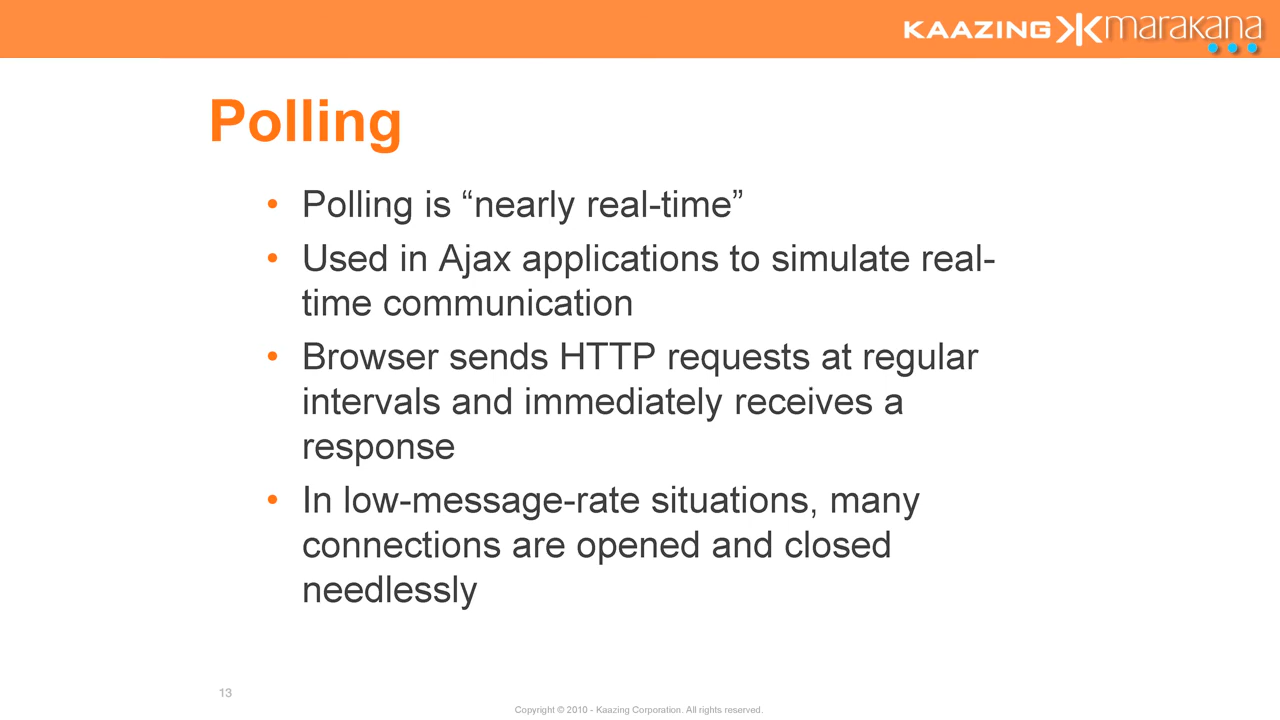 KAAZING marakana
Polling
• Polling is “nearly real-time”
• Used in Ajax applications to simulate real-
time communication
• Browser sends HTTP requests at regular
intervals and immediately receives a
response
• In low-message-rate situations, many
connections are opened and closed
needlessly
13
Copyright © 2010 - Kaazing Corporation. All rights reserved.